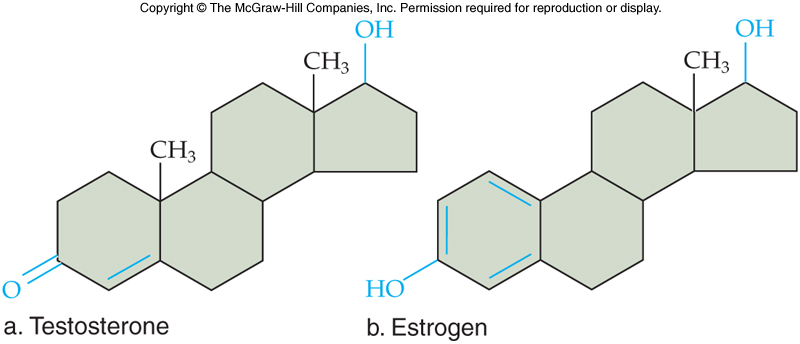 Copyright © The McGraw-Hill Companies, Inc. Permission required for reproduction or display.
OH
CH₃
CH₃
O
a. Testosterone
OH
CH₃
HO
b. Estrogen